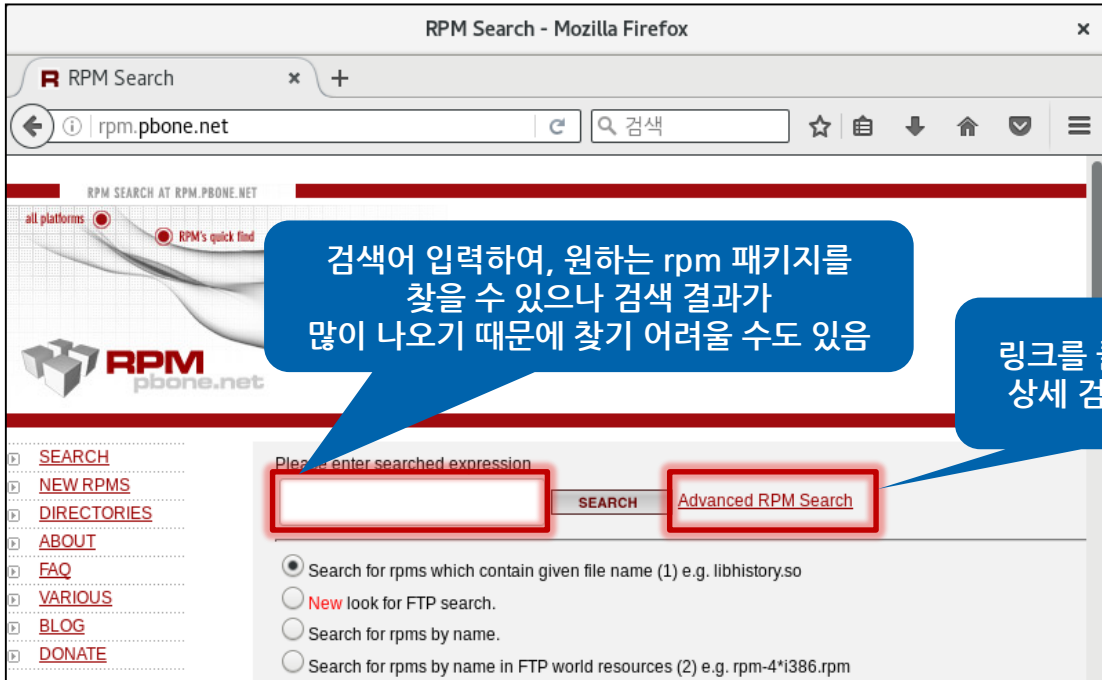 RPM Search - Mozilla Firefox ×
RPM Search × +
rpm.pbone.net 검색
RPM SEARCH AT RPM.PBONE.NET
all platforms
RPM's quick find
RPM
pbone.net
검색어 입력하여, 원하는 rpm 패키지를
찾을 수 있으나 검색 결과가
많이 나오기 때문에 찾기 어려울 수도 있음
링크를
상세
SEARCH
NEW RPMS
DIRECTORIES
ABOUT
FAQ
VARIOUS
BLOG
DONATE
Please enter searched expression
SEARCH Advanced RPM Search
Search for rpms which contain given file name (1) e.g. libhistory.so
New look for FTP search.
Search for rpms by name.
Search for rpms by name in FTP world resources (2) e.g. rpm-4*i386.rpm